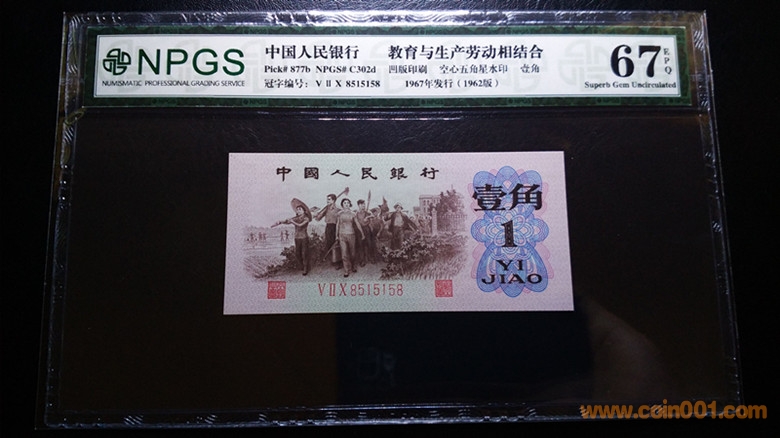 NPGS
NUMISMATIC PROFESSIONAL GRADING SERVICE
中国人民银行 教育与生产劳动相结合
Pick# 877b NPGS# C302d 凹版印刷 空心五角星水印 壹角
冠字编号: V II X 8515158 1967年发行(1962版)
67 EPQ
Superb Gem Uncirculated
中國人民銀行
壹角
1
YI
JIAO
V II X 8515158
www.coin001.com